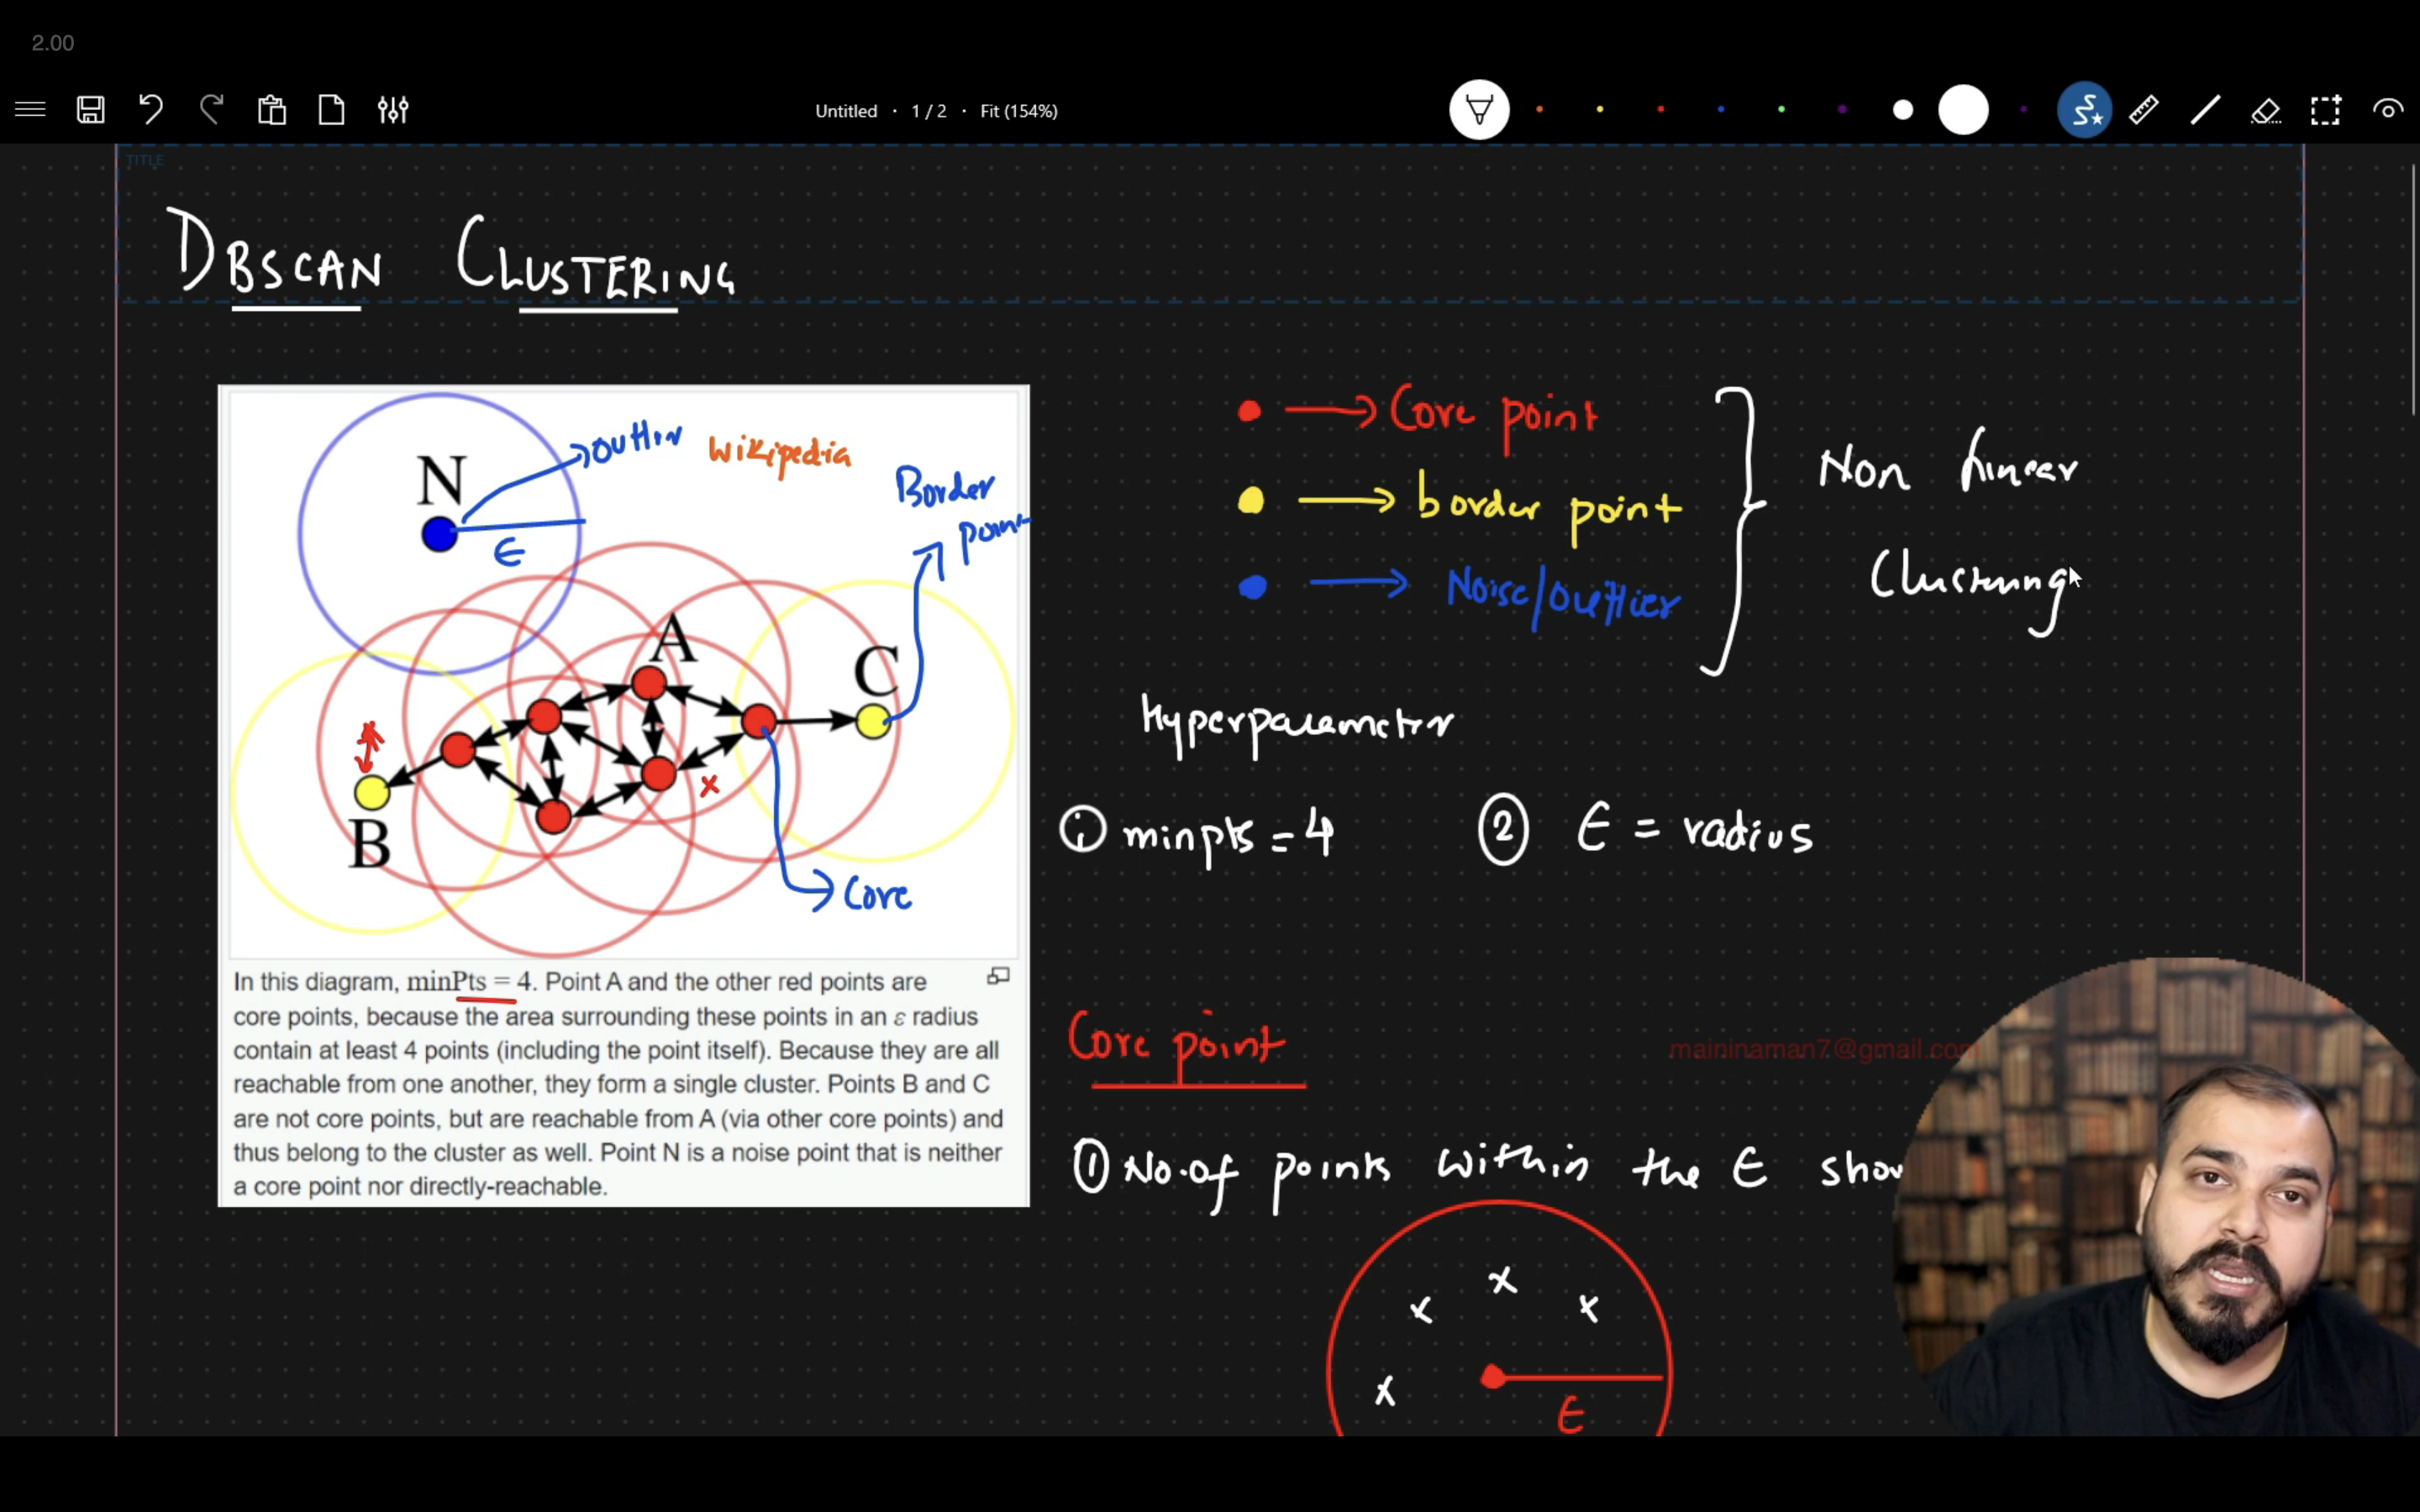 2.00
Untitled · 1 / 2 · Fit (154%)
TITLE
DBSCAN CLUSTERING
N
outlier
wikipedia
Border
point
E
A
C
B
x
Core
In this diagram, minPts = 4. Point A and the other red points are
core points, because the area surrounding these points in an ε radius
contain at least 4 points (including the point itself). Because they are all
reachable from one another, they form a single cluster. Points B and C
are not core points, but are reachable from A (via other core points) and
thus belong to the cluster as well. Point N is a noise point that is neither
a core point nor directly-reachable.
Core point
border point
Noise/outlier
Non linear
Clustering
Hyperparameter
① minpts = 4 ② E = radius
Core point
maininaman7@gmail.com
① No. of points within the E shou
x x x
x
E